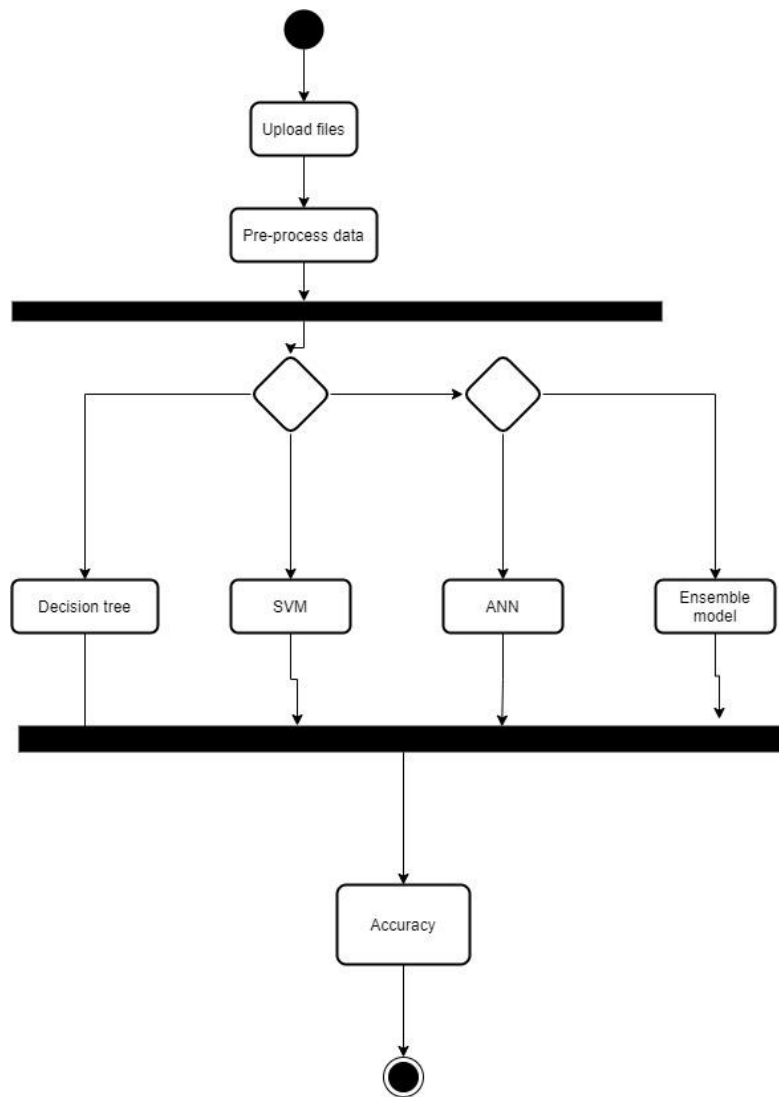 Upload files
Pre-process data
Decision tree
SVM
ANN
Ensemble
model
Accuracy